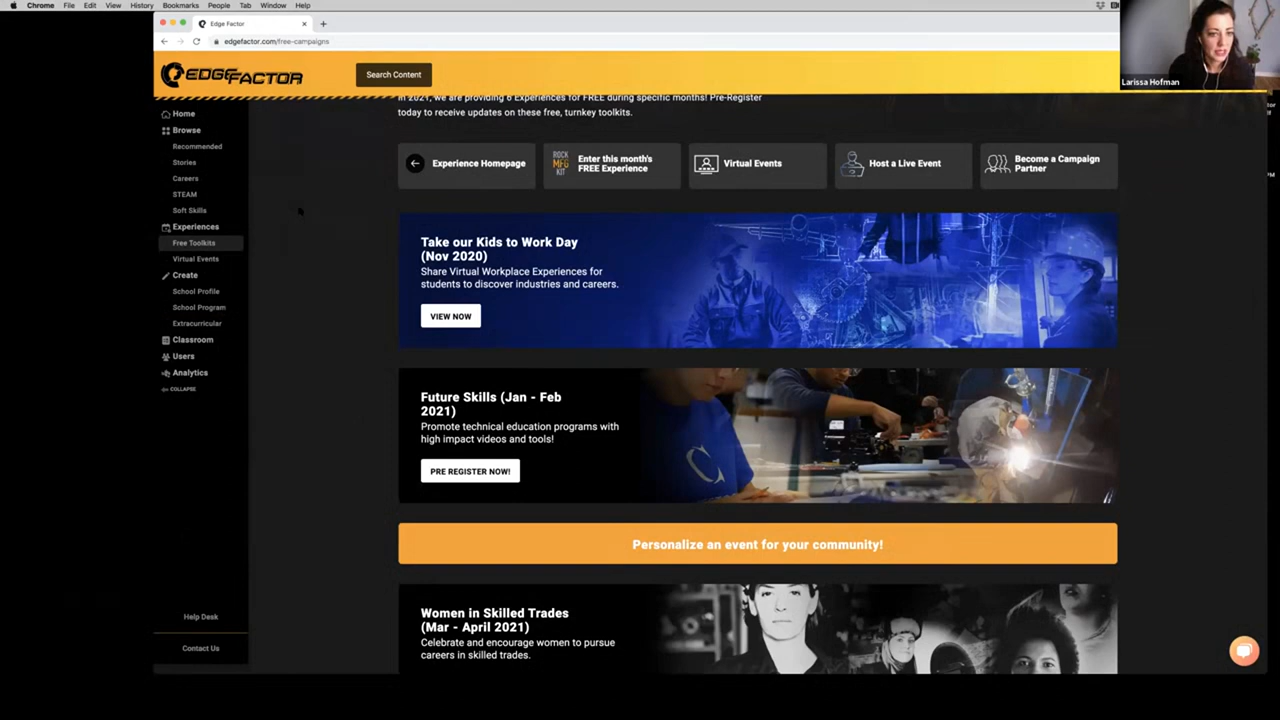 Chrome File Edit View History Bookmarks People Tab Window Help
Edge Factor
edgefactor.com/free-campaigns
EDGE FACTOR
Search Content
Larissa Hofman
Home
Browse
Recommended
Stories
Careers
STEAM
Soft Skills
Experiences
Free Toolkits
Virtual Events
Create
School Profile
School Program
Extracurricular
Classroom
Users
Analytics
COLLAPSE
Help Desk
Contact Us
in 2021, we are providing 6 Experiences for FREE during specific months! Pre-Register
today to receive updates on these free, turnkey toolkits.
Experience Homepage
ROCK
MFG
KIT
Enter this month's
FREE Experience
Virtual Events
Host a Live Event
Become a Campaign
Partner
Take our Kids to Work Day
(Nov 2020)
Share Virtual Workplace Experiences for
students to discover industries and careers.
VIEW NOW
Future Skills (Jan - Feb
2021)
Promote technical education programs with
high impact videos and tools!
PRE REGISTER NOW!
Personalize an event for your community!
Women in Skilled Trades
(Mar - April 2021)
Celebrate and encourage women to pursue
careers in skilled trades.